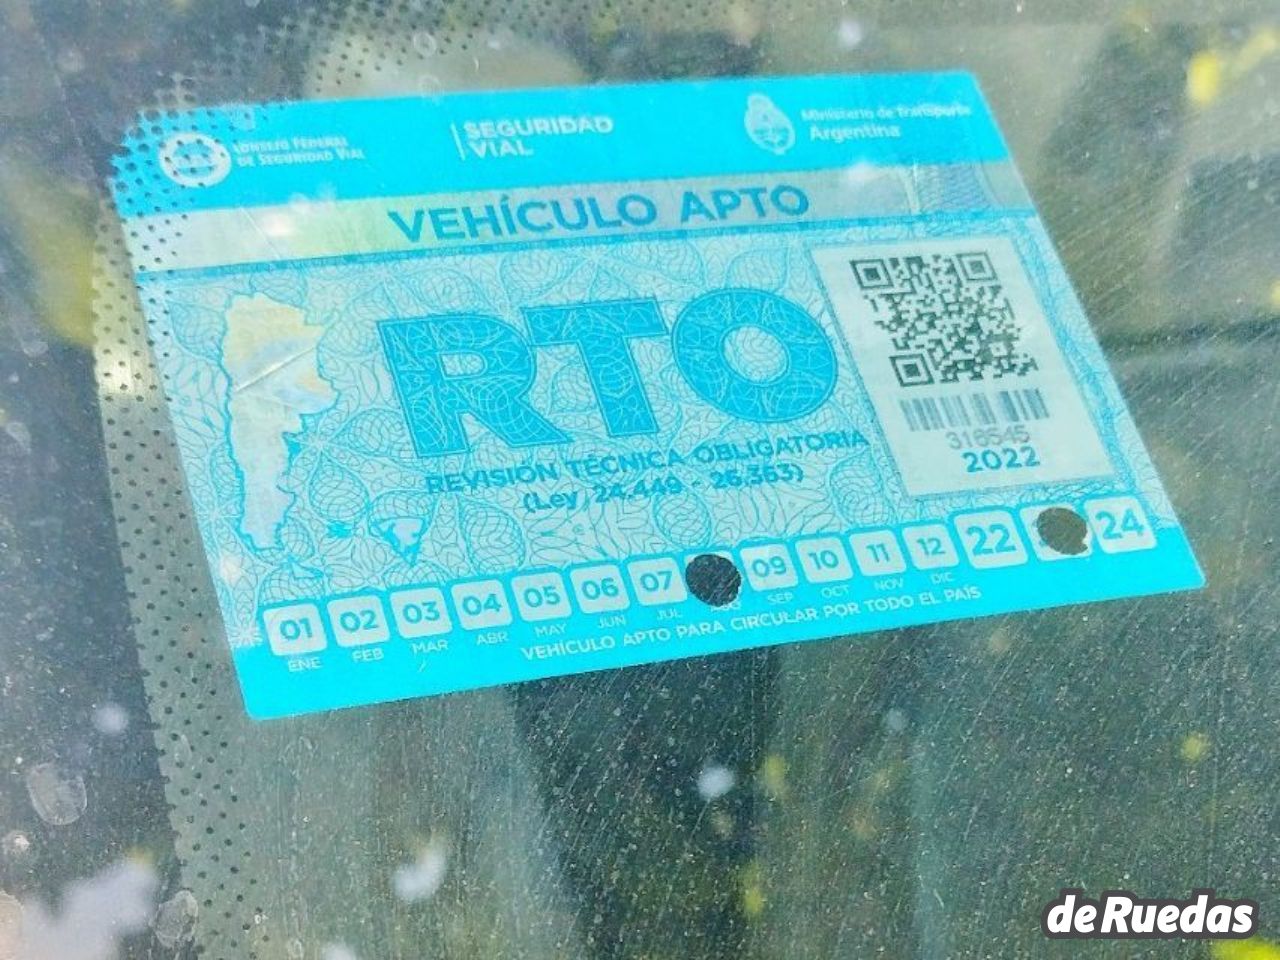 CONSEJO FEDERAL
DE SEGURIDAD VIAL
SEGURIDAD
VIAL
Ministerio de Transporte
Argentina
VEHÍCULO APTO
RTO
REVISIÓN TÉCNICA OBLIGATORIA
(Ley 24.449 - 26.363)
316545
2022
01 02 03 04 05 06 07 09 10 11 12 22 24
ENE FEB MAR ABR MAY JUN JUL SEP OCT NOV DIC
VEHÍCULO APTO PARA CIRCULAR POR TODO EL PAÍS
deRuedas